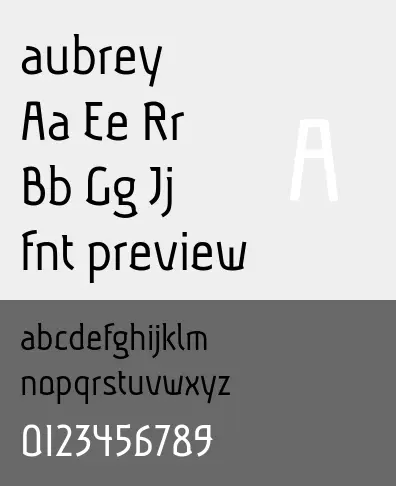 aubrey
Aa Ee Rr
A
Bb Gg Jj
fnt preview
abcdefghijklm
nopqrstuvwxyz
0123456789